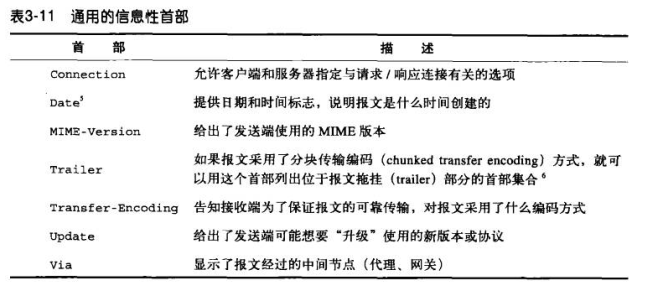 表3-11 通用的信息性首部
首 部 描 述
Connection 允许客户端和服务器指定与请求/响应连接有关的选项
Date5 提供日期和时间标志，说明报文是什么时间创建的
MIME-Version 给出了发送端使用的MIME版本
Trailer 如果报文采用了分块传输编码（chunked transfer encoding）方式，就可
以用这个首部列出位于报文拖挂（trailer）部分的首部集合6
Transfer-Encoding 告知接收端为了保证报文的可靠传输，对报文采用了什么编码方式
Update 给出了发送端可能想要“升级”使用的新版本或协议
Via 显示了报文经过的中间节点（代理、网关）